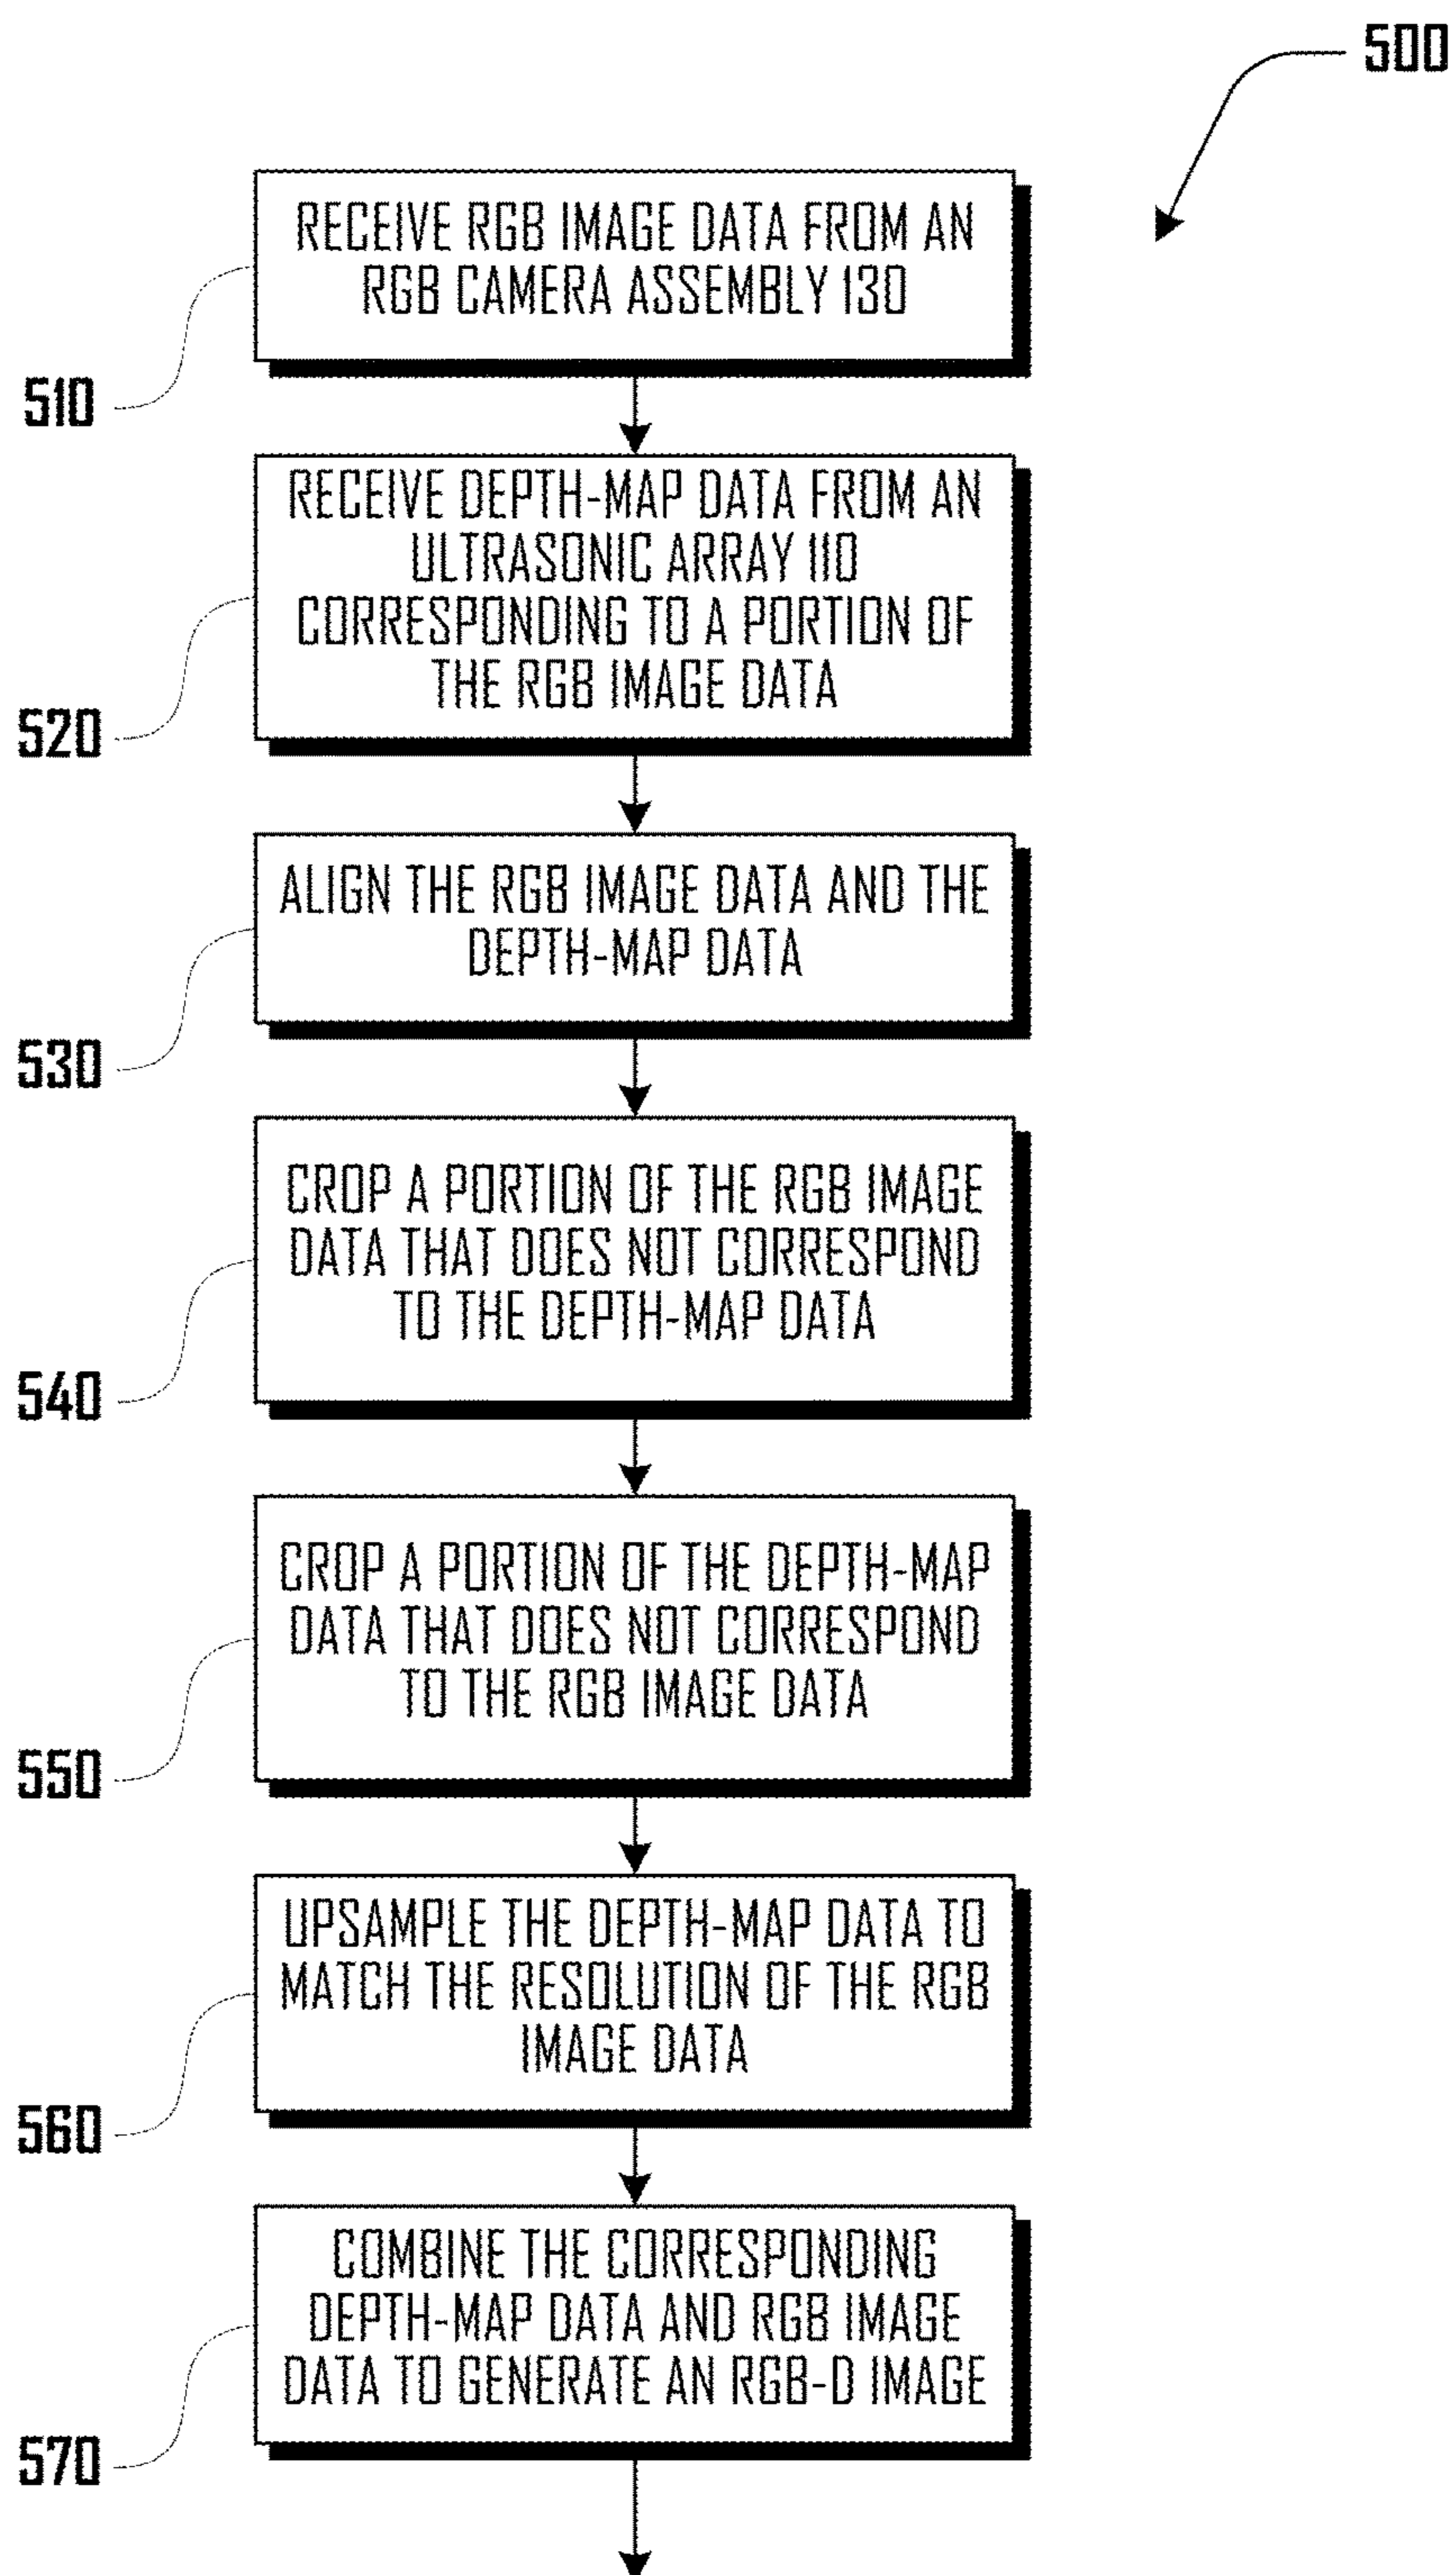 500
RECEIVE RGB IMAGE DATA FROM AN
RGB CAMERA ASSEMBLY 130
510
RECEIVE DEPTH-MAP DATA FROM AN
ULTRASONIC ARRAY 110
CORRESPONDING TO A PORTION OF
THE RGB IMAGE DATA
520
ALIGN THE RGB IMAGE DATA AND THE
DEPTH-MAP DATA
530
CROP A PORTION OF THE RGB IMAGE
DATA THAT DOES NOT CORRESPOND
TO THE DEPTH-MAP DATA
540
CROP A PORTION OF THE DEPTH-MAP
DATA THAT DOES NOT CORRESPOND
TO THE RGB IMAGE DATA
550
UPSAMPLE THE DEPTH-MAP DATA TO
MATCH THE RESOLUTION OF THE RGB
IMAGE DATA
560
COMBINE THE CORRESPONDING
DEPTH-MAP DATA AND RGB IMAGE
DATA TO GENERATE AN RGB-D IMAGE
570